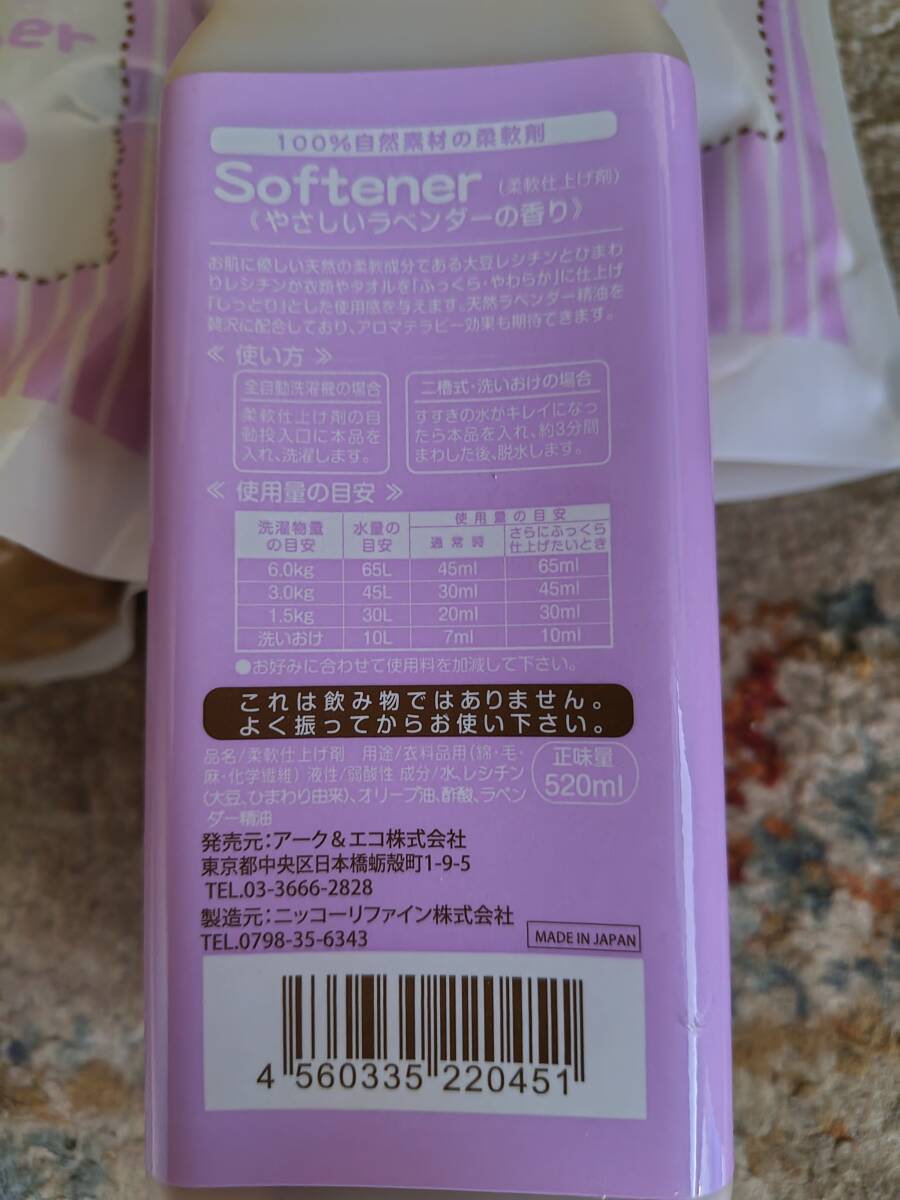 ner
100%自然素材の柔軟剤
Softener (柔軟仕上げ剤)
《やさしいラベンダーの香り》
お肌に優しい天然の柔軟成分である大豆レシチンとひまわ
りレシチンが衣類やタオルを「ふっくら・やわらか」に仕上げ
「しっとり」とした使用感を与えます。天然ラベンダー精油を
贅沢に配合しており、アロマテラピー効果も期待できます。
≪ 使い方 ≫
全自動洗濯機の場合
柔軟仕上げ剤の自
動投入口に本品を
入れ、洗濯します。
二槽式・洗いおけの場合
すすぎの水がキレイになっ
たら本品を入れ、約3分間
まわした後、脱水します。
≪ 使用量の目安 ≫
洗濯物量の目安 水量の目安 使用量の目安
通常時 さらにふっくら仕上げたいとき
6.0kg 65L 45ml 65ml
3.0kg 45L 30ml 45ml
1.5kg 30L 20ml 30ml
洗いおけ 10L 7ml 10ml
●お好みに合わせて使用料を加減して下さい。
これは飲み物ではありません。
よく振ってからお使い下さい。
品名/柔軟仕上げ剤 用途/衣料品用(綿・毛・
麻・化学繊維) 液性/弱酸性 成分/水、レシチン
(大豆、ひまわり由来)、オリーブ油、酢酸、ラベン
ダー精油
正味量
520ml
発売元:アーク&エコ株式会社
東京都中央区日本橋蛎殻町1-9-5
TEL.03-3666-2828
製造元:ニッコーリファイン株式会社
TEL.0798-35-6343
MADE IN JAPAN
4 560335 220451